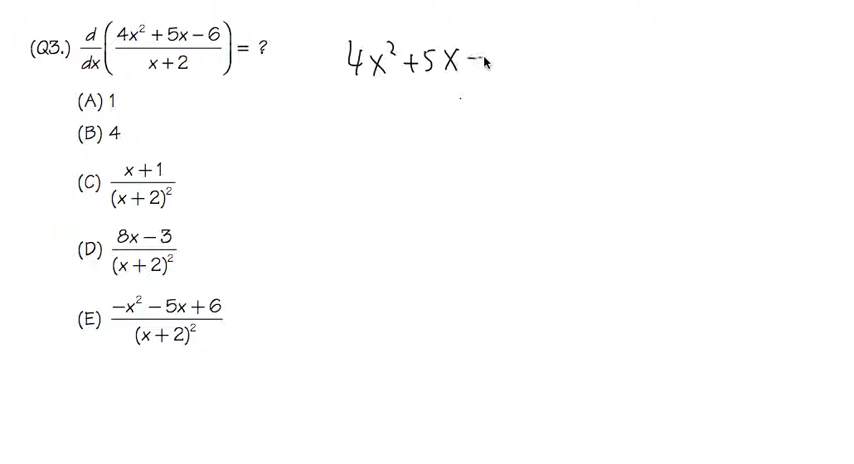 (Q3.) d/dx ( (4x² + 5x − 6) / (x + 2) ) = ? 4x² + 5x −
(A) 1
(B) 4
(C) (x + 1) / (x + 2)²
(D) (8x − 3) / (x + 2)²
(E) (−x² − 5x + 6) / (x + 2)²